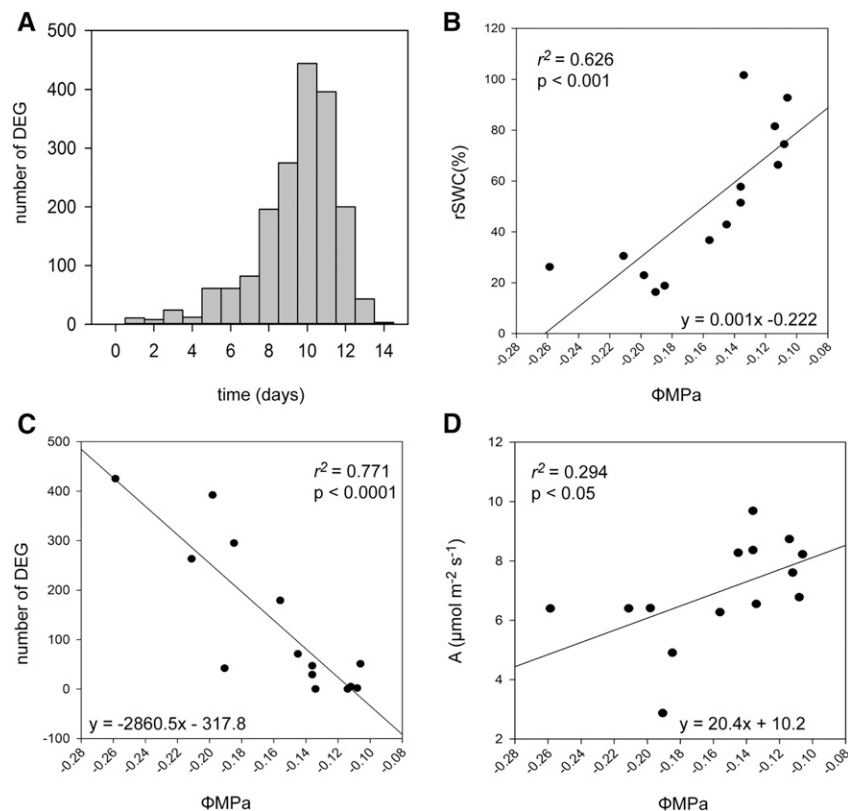 A
500
400
300
200
100
0
number of DEG
0 2 4 6 8 10 12 14
time (days)
B
r² = 0.626
p < 0.001
120
100
80
60
40
20
0
rSWC(%)
y = 0.001x -0.222
-0.28 -0.26 -0.24 -0.22 -0.20 -0.18 -0.16 -0.14 -0.12 -0.10 -0.08
ΦMPa
C
r² = 0.771
p < 0.0001
500
400
300
200
100
0
-100
number of DEG
y = -2860.5x - 317.8
-0.28 -0.26 -0.24 -0.22 -0.20 -0.18 -0.16 -0.14 -0.12 -0.10 -0.08
ΦMPa
D
r² = 0.294
p < 0.05
12
10
8
6
4
2
A (µmol m⁻² s⁻¹)
y = 20.4x + 10.2
-0.28 -0.26 -0.24 -0.22 -0.20 -0.18 -0.16 -0.14 -0.12 -0.10 -0.08
ΦMPa